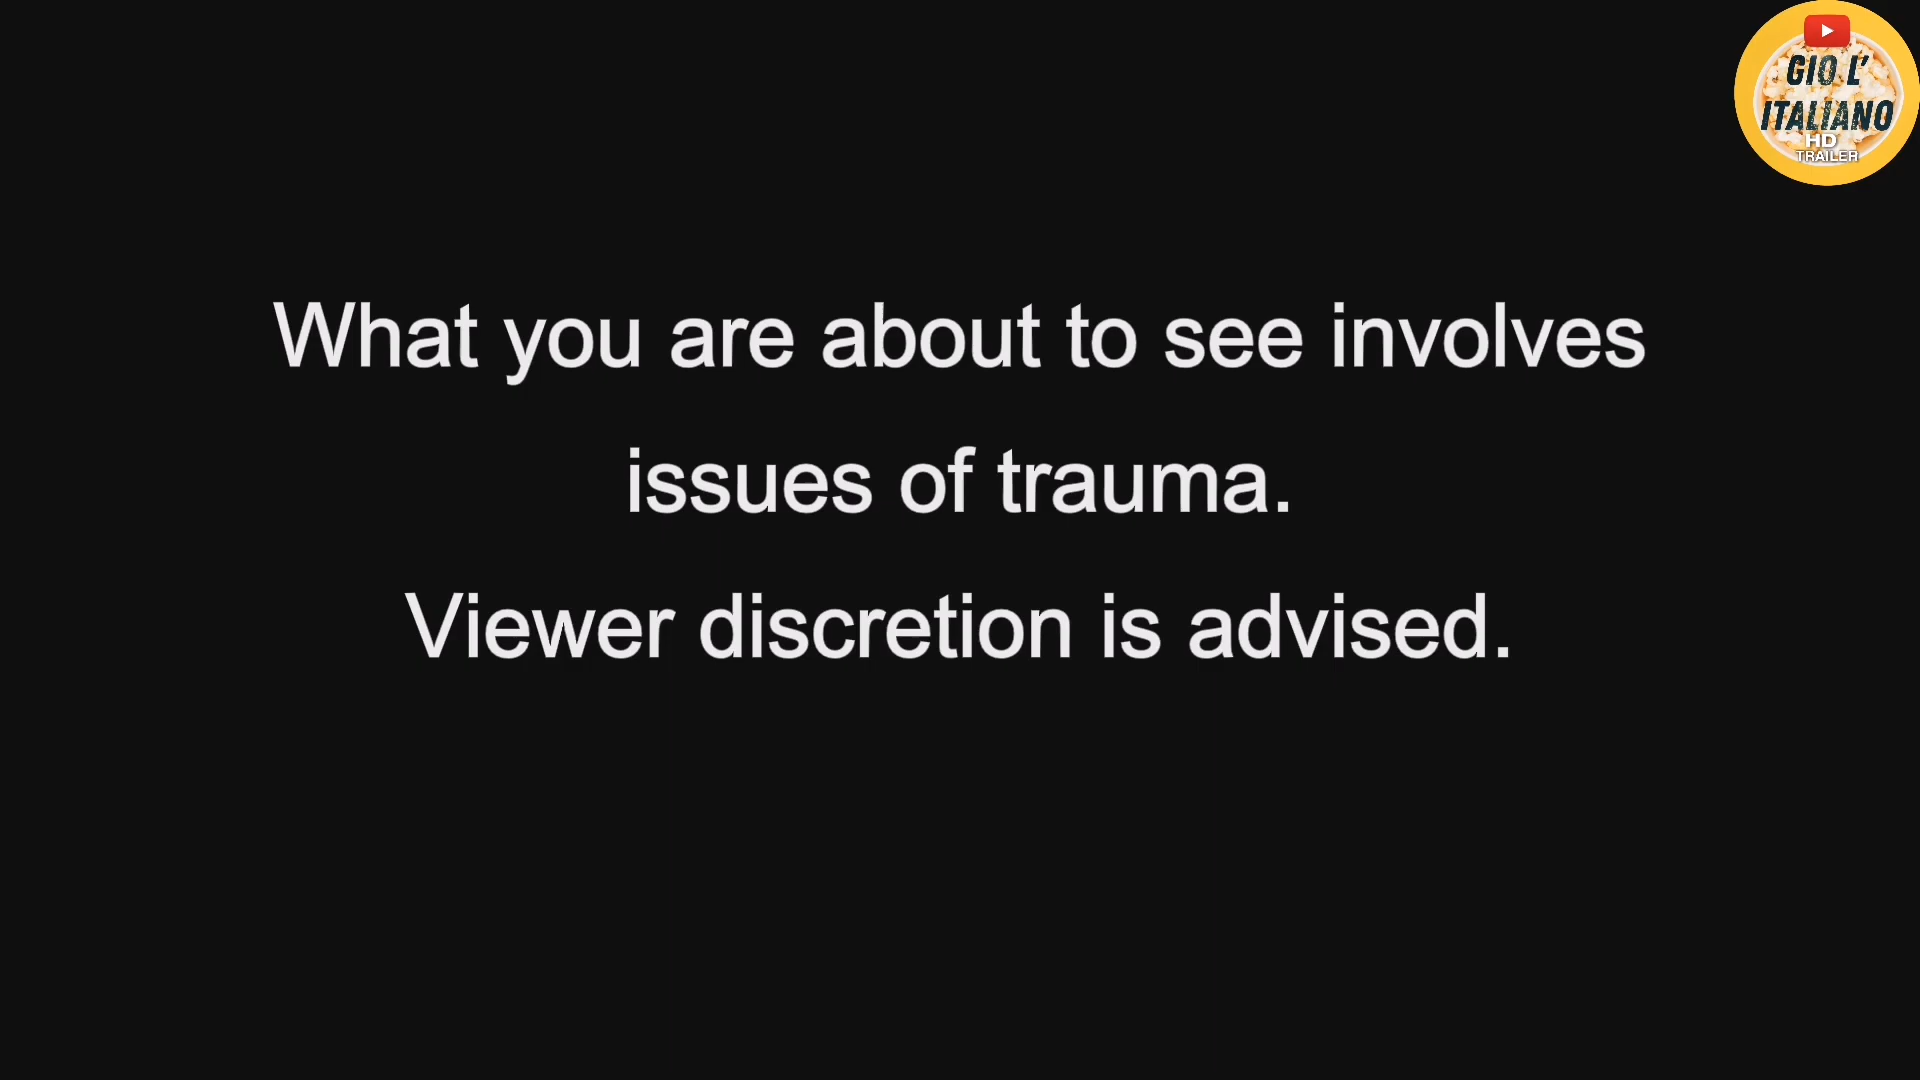 GIO L'
ITALIANO
HD
TRAILER
What you are about to see involves
issues of trauma.
Viewer discretion is advised.